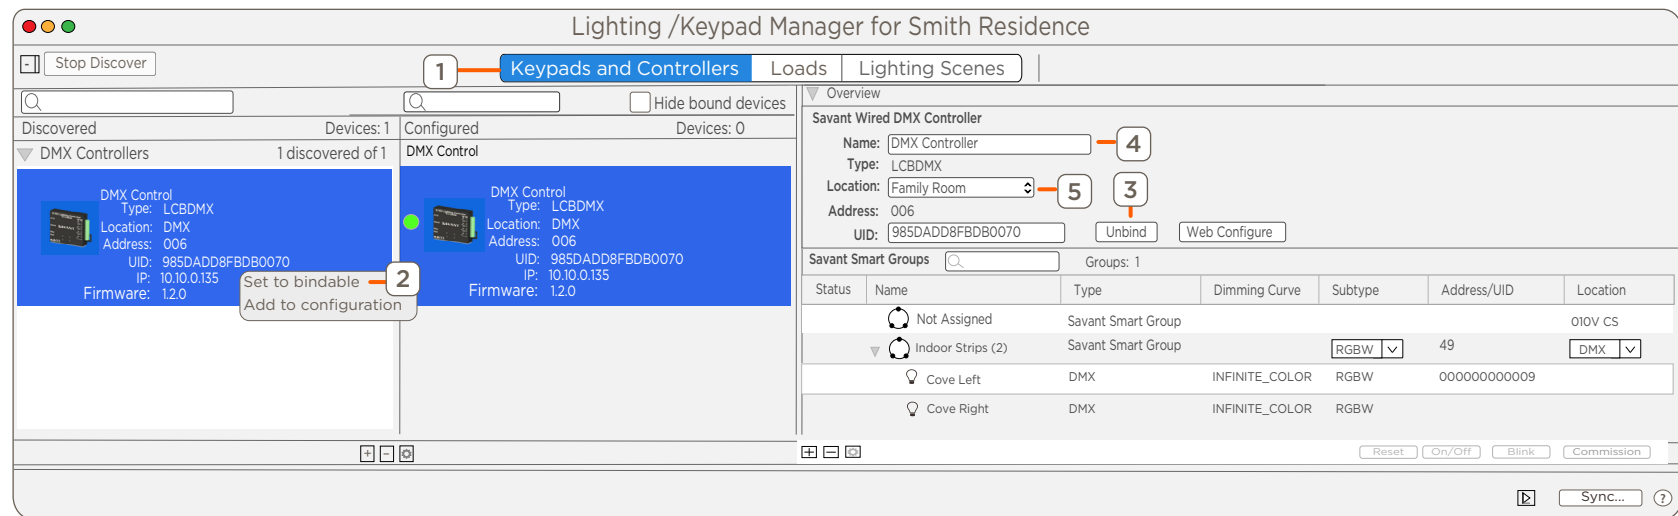 Lighting /Keypad Manager for Smith Residence
Stop Discover
1
Keypads and Controllers Loads Lighting Scenes
Hide bound devices
Discovered Devices: 1
DMX Controllers 1 discovered of 1
DMX Control
Type: LCBDMX
Location: DMX
Address: 006
UID: 985DADD8FBDB0070
IP: 10.10.0.135
Firmware: 1.2.0
Set to bindable
2
Add to configuration
Configured Devices: 0
DMX Control
DMX Control
Type: LCBDMX
Location: DMX
Address: 006
UID: 985DADD8FBDB0070
IP: 10.10.0.135
Firmware: 1.2.0
Overview
Savant Wired DMX Controller
Name: DMX Controller
4
Type: LCBDMX
Location: Family Room
5
3
Address: 006
UID: 985DADD8FBDB0070 Unbind Web Configure
Savant Smart Groups Groups: 1
Status Name Type Dimming Curve Subtype Address/UID Location
Not Assigned Savant Smart Group 010V CS
Indoor Strips (2) Savant Smart Group RGBW 49 DMX
Cove Left DMX INFINITE_COLOR RGBW 000000000009
Cove Right DMX INFINITE_COLOR RGBW
Reset On/Off Blink Commission
Sync... ?